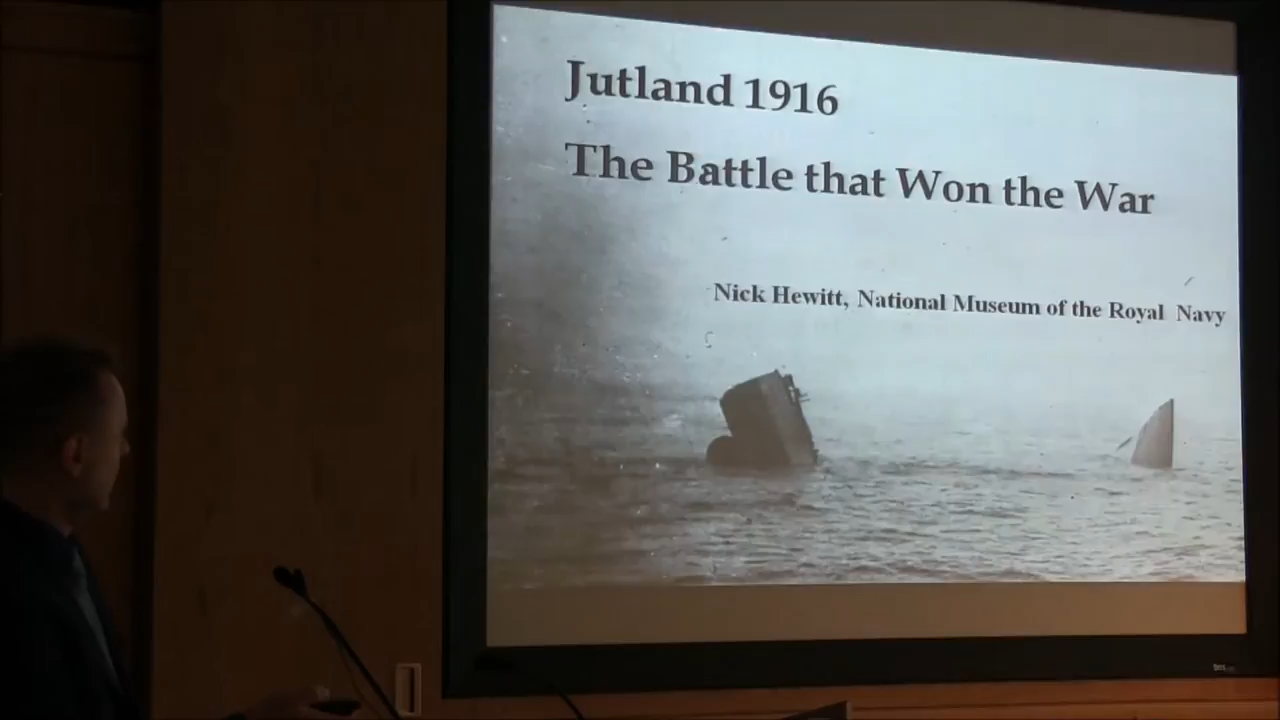 Jutland 1916
The Battle that Won the War
Nick Hewitt, National Museum of the Royal Navy